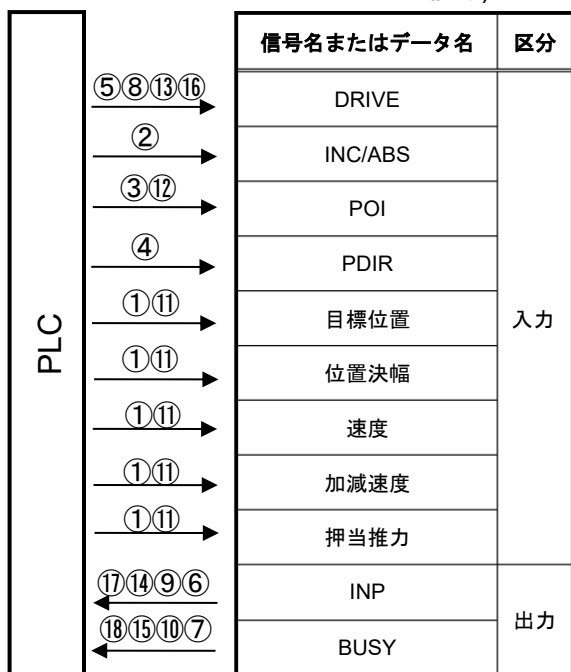 信号名またはデータ名 区分
PLC
⑤⑧⑬⑯ DRIVE
② INC/ABS
③⑫ POI
④ PDIR
①⑪ 目標位置 入力
①⑪ 位置決幅
①⑪ 速度
①⑪ 加減速度
①⑪ 押当推力
⑰⑭⑨⑥ INP 出力
⑱⑮⑩⑦ BUSY